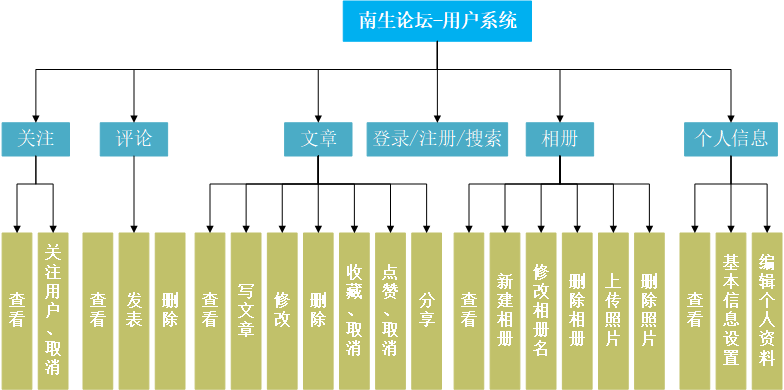 南生论坛-用户系统
关注
评论
文章
登录/注册/搜索
相册
个人信息
查看
关注用户、取消
查看
发表
删除
查看
写文章
修改
删除
收藏、取消
点赞、取消
分享
查看
新建相册
修改相册名
删除相册
上传照片
删除照片
查看
基本信息设置
编辑个人资料